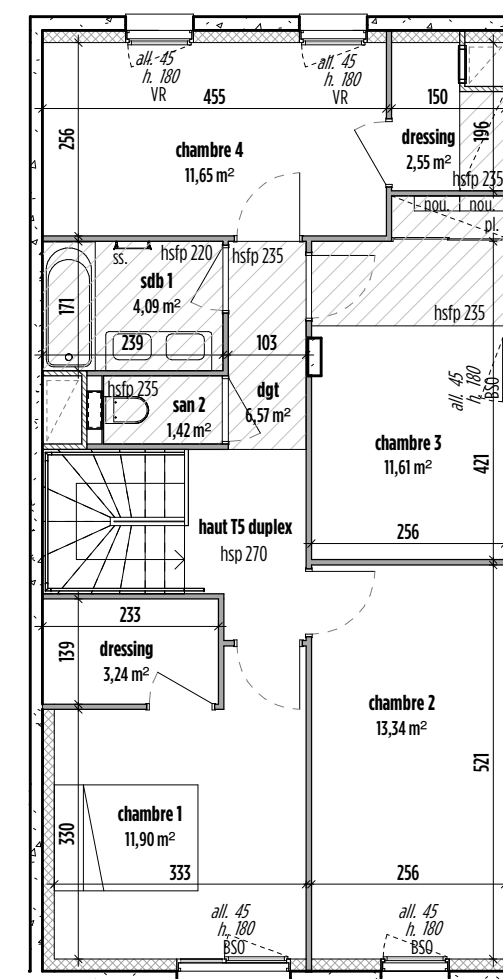 all. 45
h. 180
VR
all. 45
h. 180
VR
455
150
256
chambre 4
11,65 m²
dressing
2,55 m²
196
hsfp 235
nou.
nou.
pl.
ss.
hsfp 220
hsfp 235
sdb 1
4,09 m²
171
239
103
hsfp 235
hsfp 235
san 2
1,42 m²
dgt
6,57 m²
all. 45
h. 180
BSO
chambre 3
11,61 m²
421
haut T5 duplex
hsp 270
256
233
139
dressing
3,24 m²
chambre 2
13,34 m²
521
chambre 1
11,90 m²
330
333
256
all. 45
h. 180
BSO
all. 45
h. 180
BSO